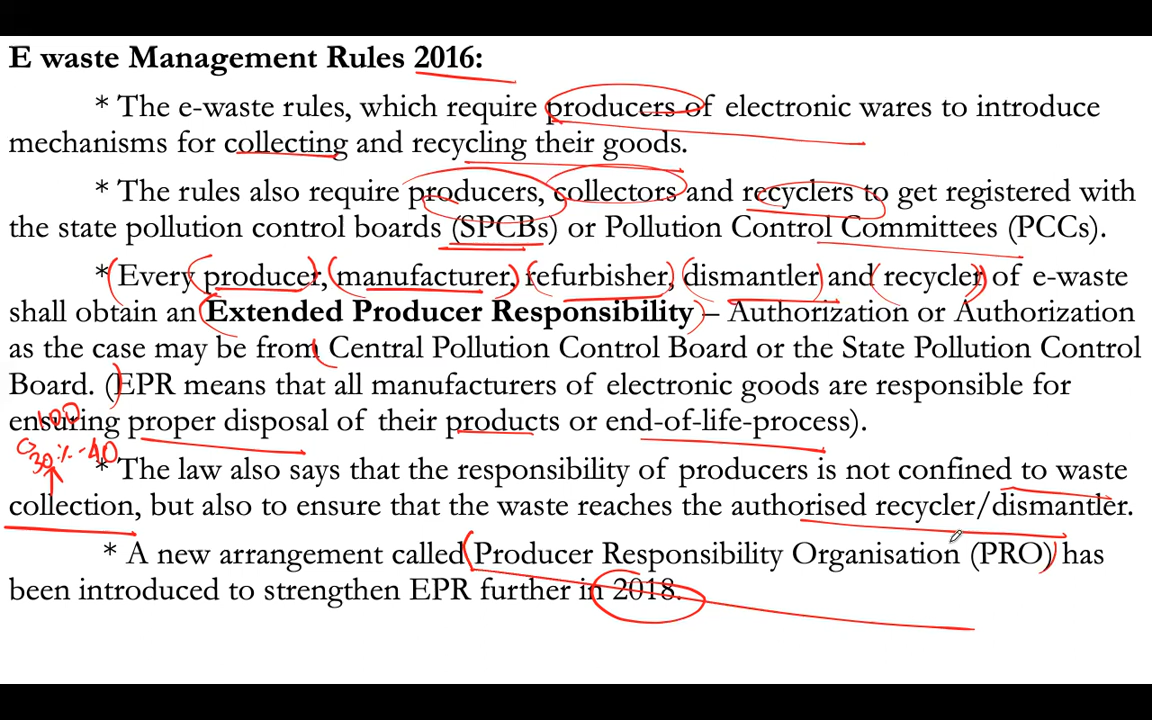 E waste Management Rules 2016:
* The e-waste rules, which require producers of electronic wares to introduce
mechanisms for collecting and recycling their goods.
* The rules also require producers, collectors and recyclers to get registered with
the state pollution control boards (SPCBs) or Pollution Control Committees (PCCs).
* Every producer, manufacturer, refurbisher, dismantler and recycler of e-waste
shall obtain an Extended Producer Responsibility – Authorization or Authorization
as the case may be from Central Pollution Control Board or the State Pollution Control
Board. (EPR means that all manufacturers of electronic goods are responsible for
100
ensuring proper disposal of their products or end-of-life-process).
30% - 40
* The law also says that the responsibility of producers is not confined to waste
collection, but also to ensure that the waste reaches the authorised recycler/dismantler.
* A new arrangement called Producer Responsibility Organisation (PRO) has
been introduced to strengthen EPR further in 2018.